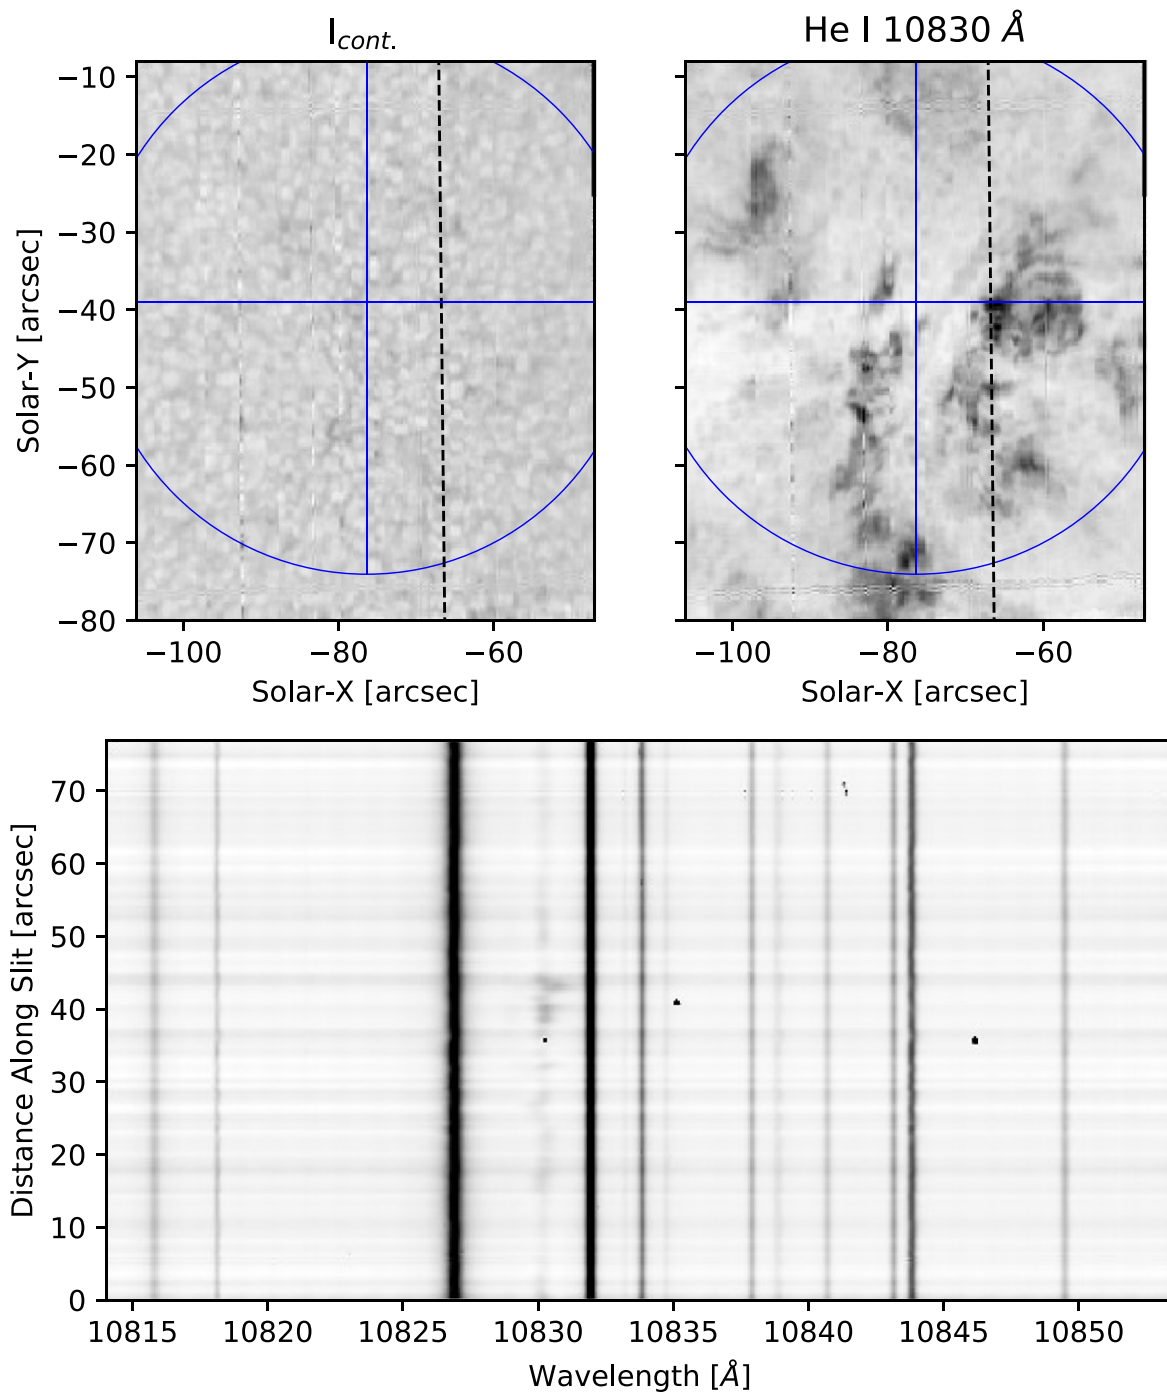 I_cont.
He I 10830 Å
−10
−20
−30
−40
−50
−60
−70
−80
Solar-Y [arcsec]
−100 −80 −60
−100 −80 −60
Solar-X [arcsec]
Solar-X [arcsec]
70
60
50
40
30
20
10
0
Distance Along Slit [arcsec]
10815 10820 10825 10830 10835 10840 10845 10850
Wavelength [Å]